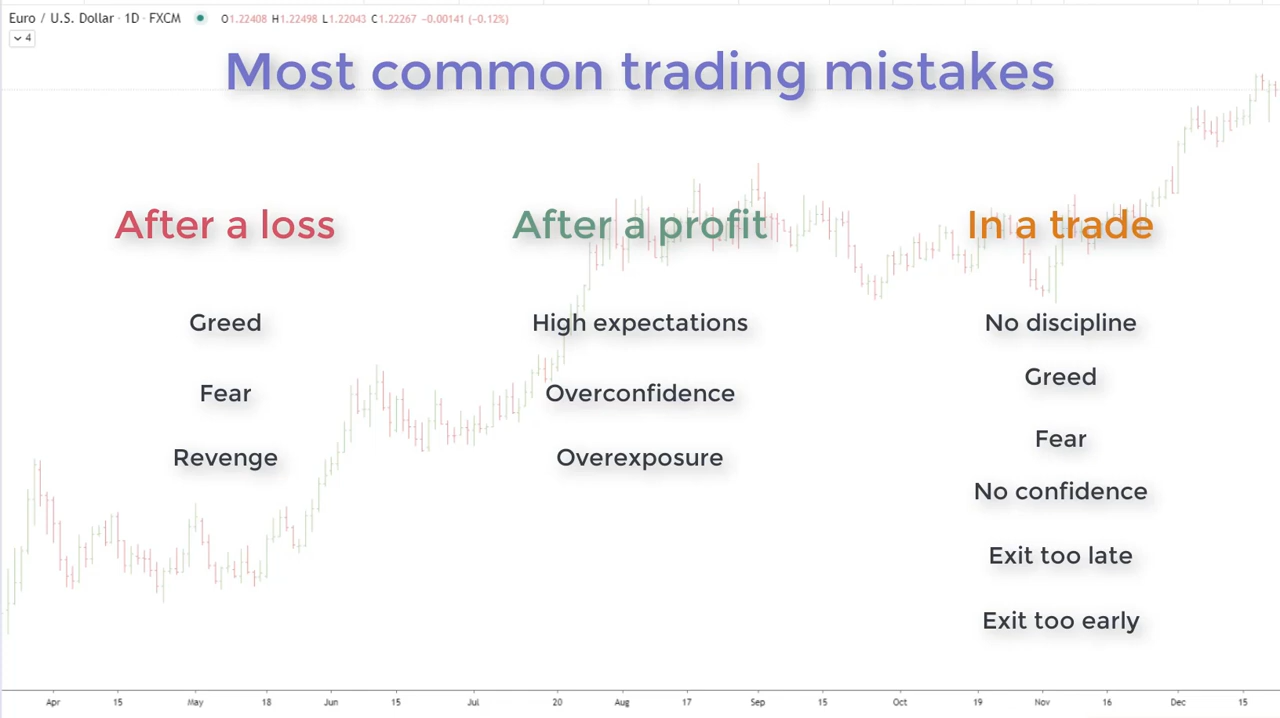 Euro / U.S. Dollar · 1D · FXCM O1.22408 H1.22498 L1.22043 C1.22267 −0.00141 (−0.12%)
4
Most common trading mistakes
After a loss
Greed
Fear
Revenge
After a profit
High expectations
Overconfidence
Overexposure
In a trade
No discipline
Greed
Fear
No confidence
Exit too late
Exit too early
Apr 15 May 18 Jun 15 Jul 20 Aug 17 Sep 15 Oct 19 Nov 16 Dec 15